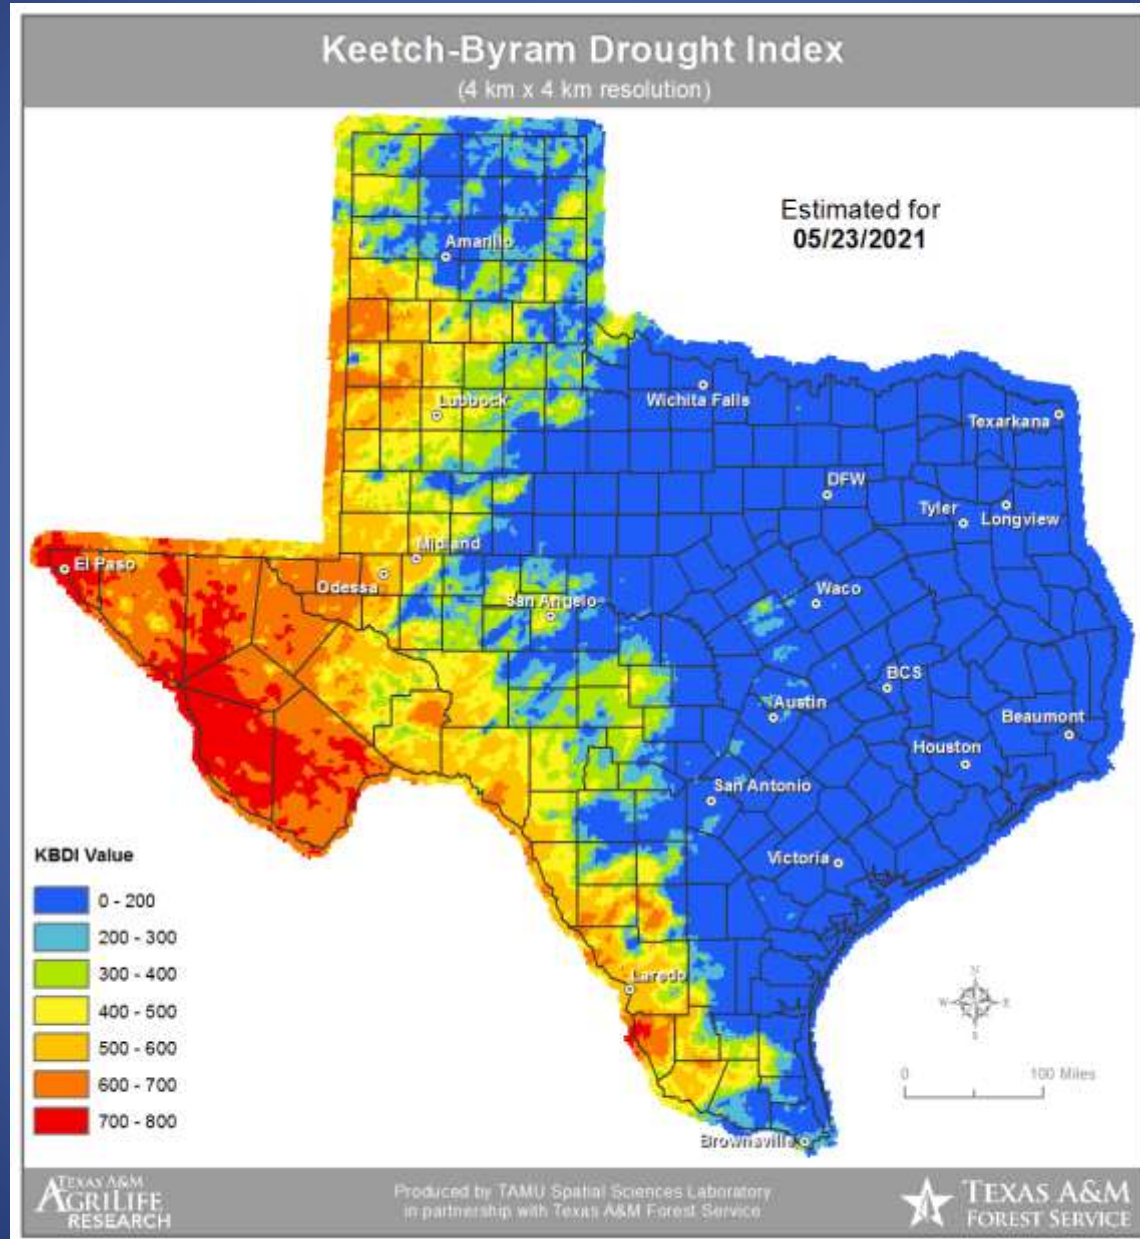 Keetch-Byram Drought Index
(4 km x 4 km resolution)
Estimated for
05/23/2021
Amarillo
Lubbock
Wichita Falls
Texarkana
DFW
Tyler
Longview
Midland
El Paso
Odessa
San Angelo
Waco
BCS
Austin
Beaumont
Houston
San Antonio
Victoria
KBDI Value
0 - 200
200 - 300
300 - 400
400 - 500
500 - 600
600 - 700
700 - 800
Laredo
N
W E
S
0 100 Miles
Brownsville
TEXAS A&M
AGRILIFE
RESEARCH
Produced by TAMU Spatial Sciences Laboratory
in partnership with Texas A&M Forest Service
TEXAS A&M
FOREST SERVICE